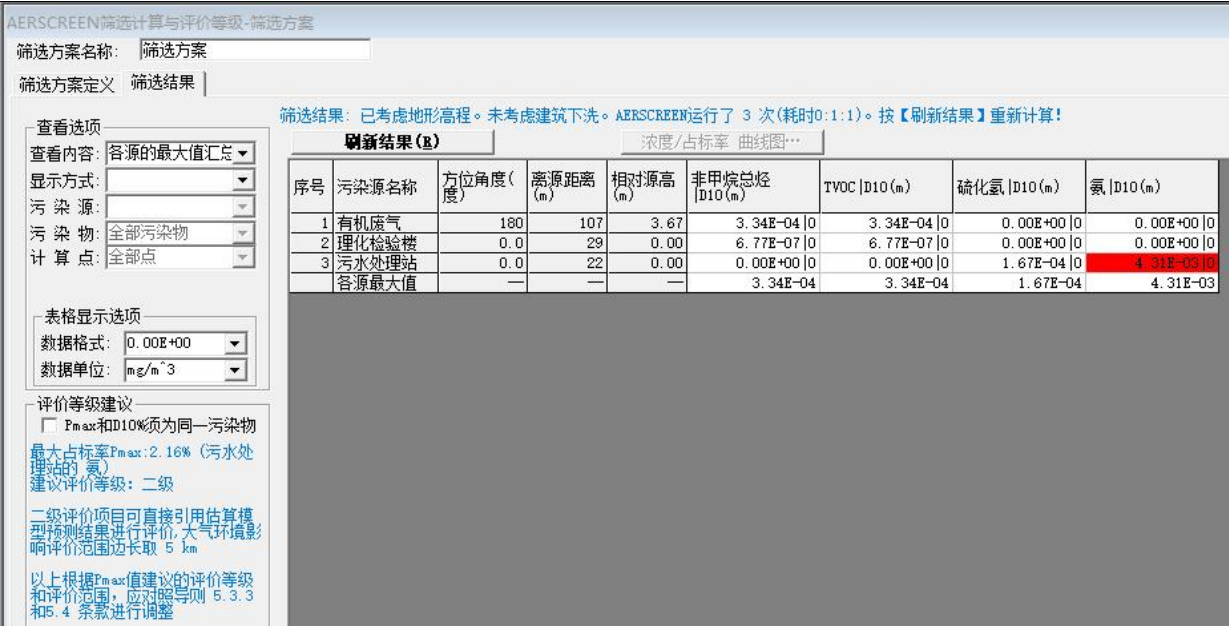 AERSCREEN筛选计算与评价等级-筛选方案
筛选方案名称: 筛选方案
筛选方案定义 筛选结果
筛选结果: 已考虑地形高程。未考虑建筑下洗。AERSCREEN运行了 3 次(耗时0:1:1)。按【刷新结果】重新计算!
查看选项
查看内容: 各源的最大值汇总
显示方式:
污 染 源:
污 染 物: 全部污染物
计 算 点: 全部点
表格显示选项
数据格式: 0.00E+00
数据单位: mg/m^3
评价等级建议
Pmax和D10%须为同一污染物
最大占标率Pmax:2.16% (污水处
理站的 氨)
建议评价等级: 二级
二级评价项目可直接引用估算模
型预测结果进行评价,大气环境影
响评价范围边长取 5 km
以上根据Pmax值建议的评价等级
和评价范围, 应对照导则 5.3.3
和5.4 条款进行调整
刷新结果(R) 浓度/占标率 曲线图…
序号 污染源名称 方位角度(度) 离源距离(m) 相对源高(m) 非甲烷总烃|D10(m) TVOC|D10(m) 硫化氢|D10(m) 氨|D10(m)
1 有机废气 180 107 3.67 3.34E-04|0 3.34E-04|0 0.00E+00|0 0.00E+00|0
2 理化检验楼 0.0 29 0.00 6.77E-07|0 6.77E-07|0 0.00E+00|0 0.00E+00|0
3 污水处理站 0.0 22 0.00 0.00E+00|0 0.00E+00|0 1.67E-04|0 4.31E-03|0
各源最大值 — — — 3.34E-04 3.34E-04 1.67E-04 4.31E-03